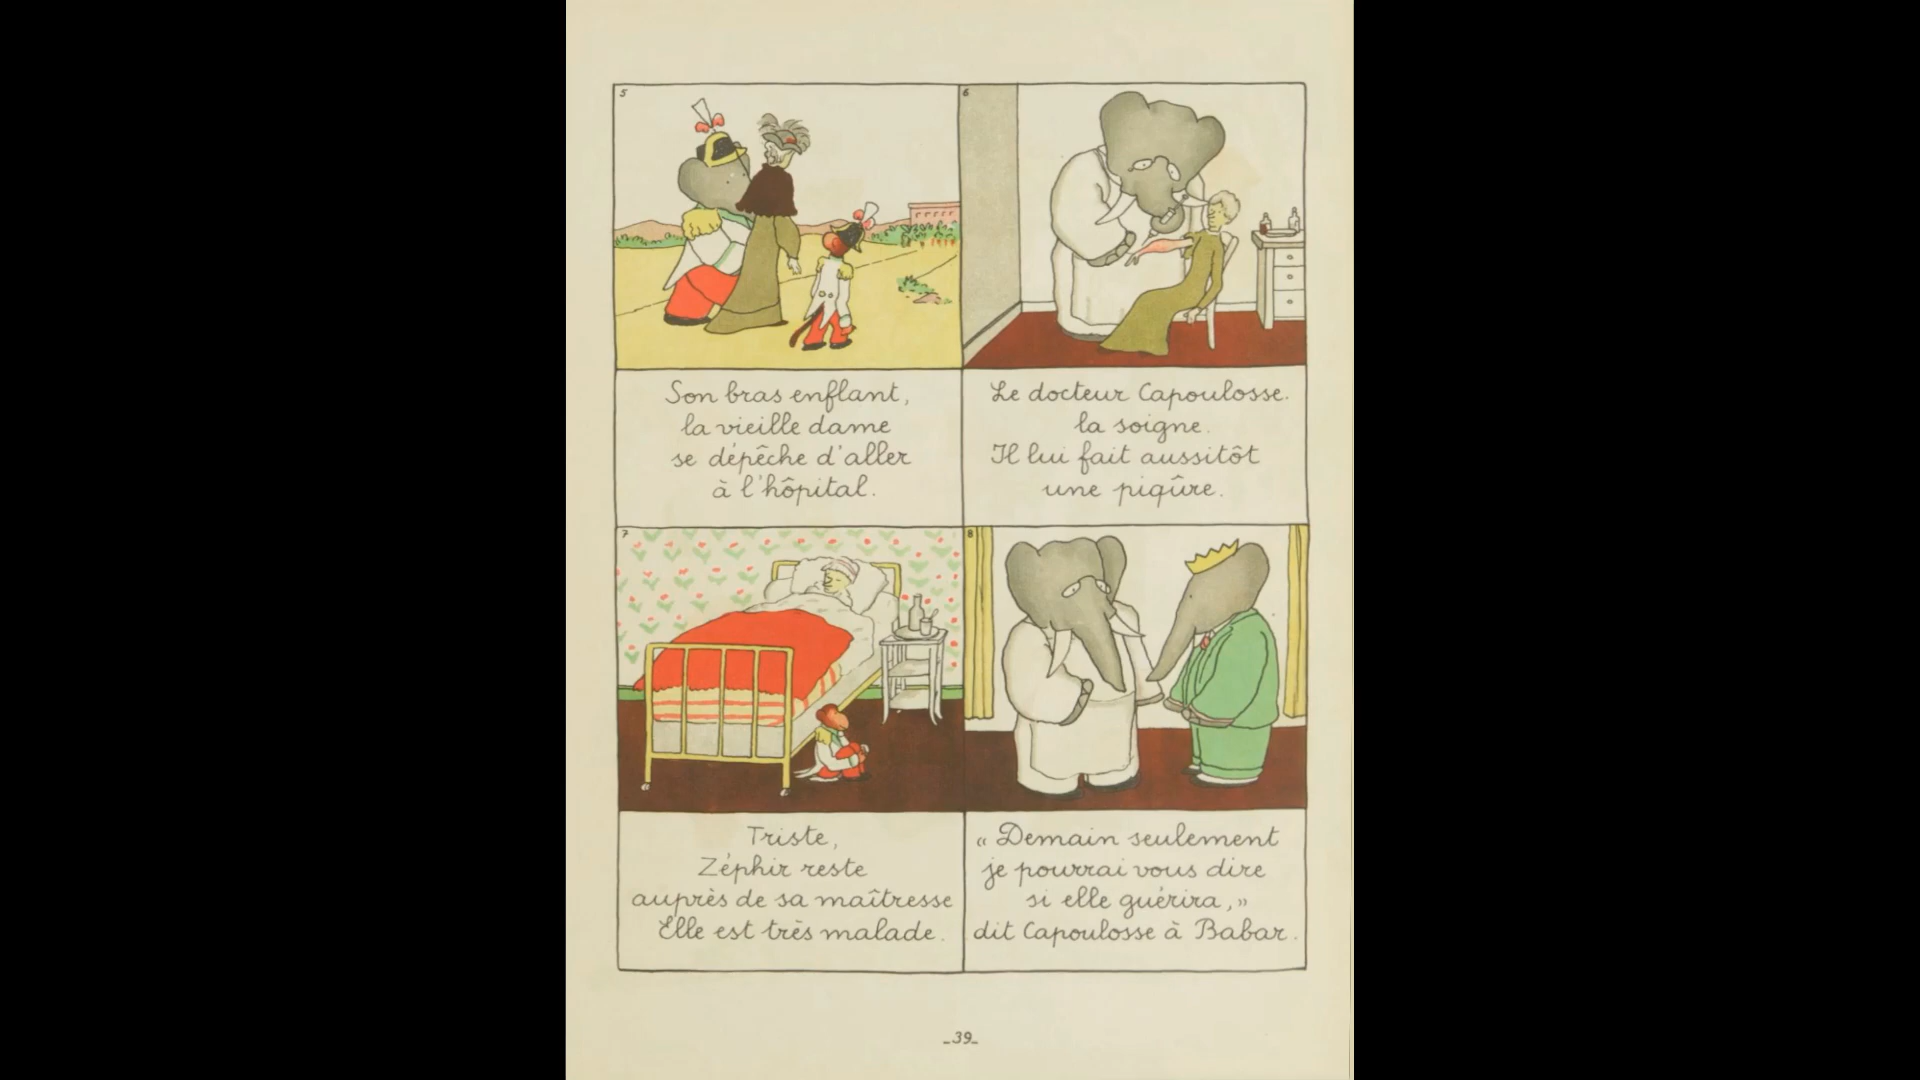 5
Son bras enflant,
la vieille dame
se dépêche d'aller
à l'hôpital.
6
Le docteur Capoulosse.
la soigne.
Il lui fait aussitôt
une piqûre.
7
Triste,
Zéphir reste
auprès de sa maîtresse
Elle est très malade.
8
« Demain seulement
je pourrai vous dire
si elle guérira, »
dit Capoulosse à Babar.
_39_